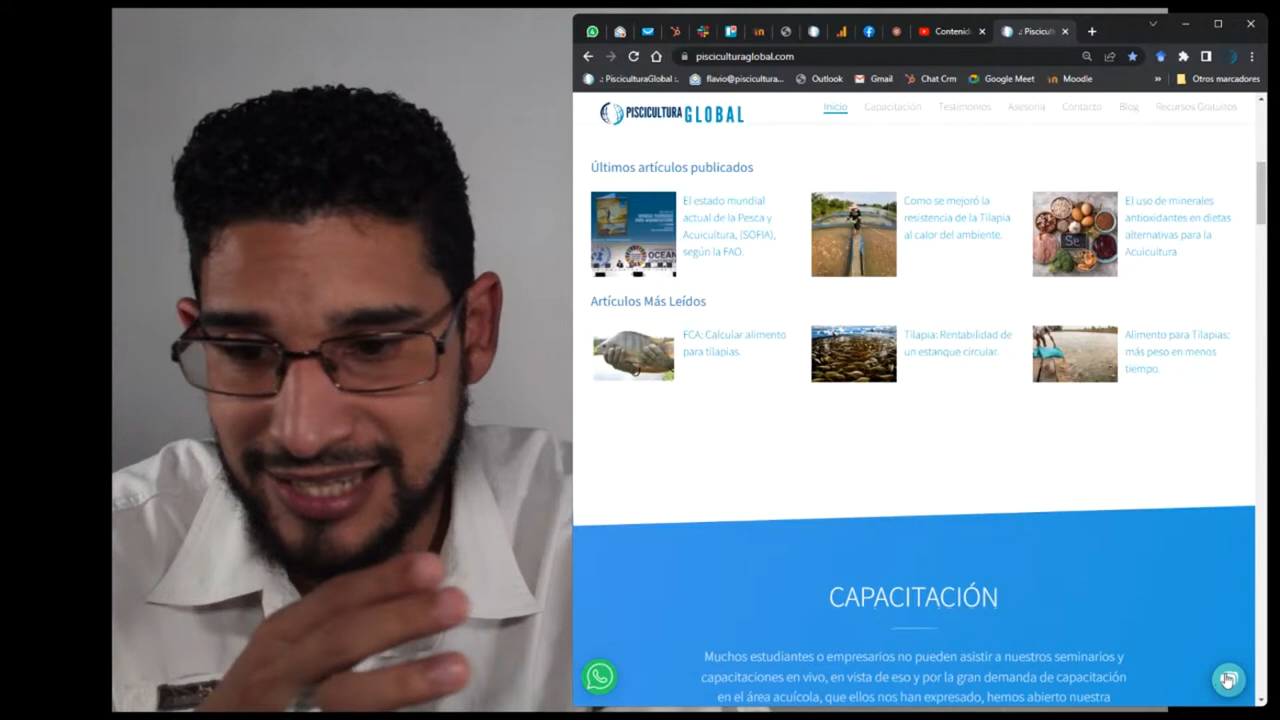 Contenido
.: Piscicult
pisciculturaglobal.com
.: PisciculturaGlobal :.
flavio@piscicultura...
Outlook
Gmail
Chat Crm
Google Meet
Moodle
»
Otros marcadores
PISCICULTURA GLOBAL
Inicio
Capacitación
Testimonios
Asesoria
Contacto
Blog
Recursos Gratuitos
Últimos artículos publicados
El estado mundial
actual de la Pesca y
Acuicultura, (SOFIA),
según la FAO.
Como se mejoró la
resistencia de la Tilapia
al calor del ambiente.
El uso de minerales
antioxidantes en dietas
alternativas para la
Acuicultura
OCEAN
Se
Artículos Más Leídos
FCA: Calcular alimento
para tilapias.
Tilapia: Rentabilidad de
un estanque circular.
Alimento para Tilapias:
más peso en menos
tiempo.
CAPACITACIÓN
Muchos estudiantes o empresarios no pueden asistir a nuestros seminarios y
capacitaciones en vivo, en vista de eso y por la gran demanda de capacitación
en el área acuícola, que ellos nos han expresado, hemos abierto nuestra